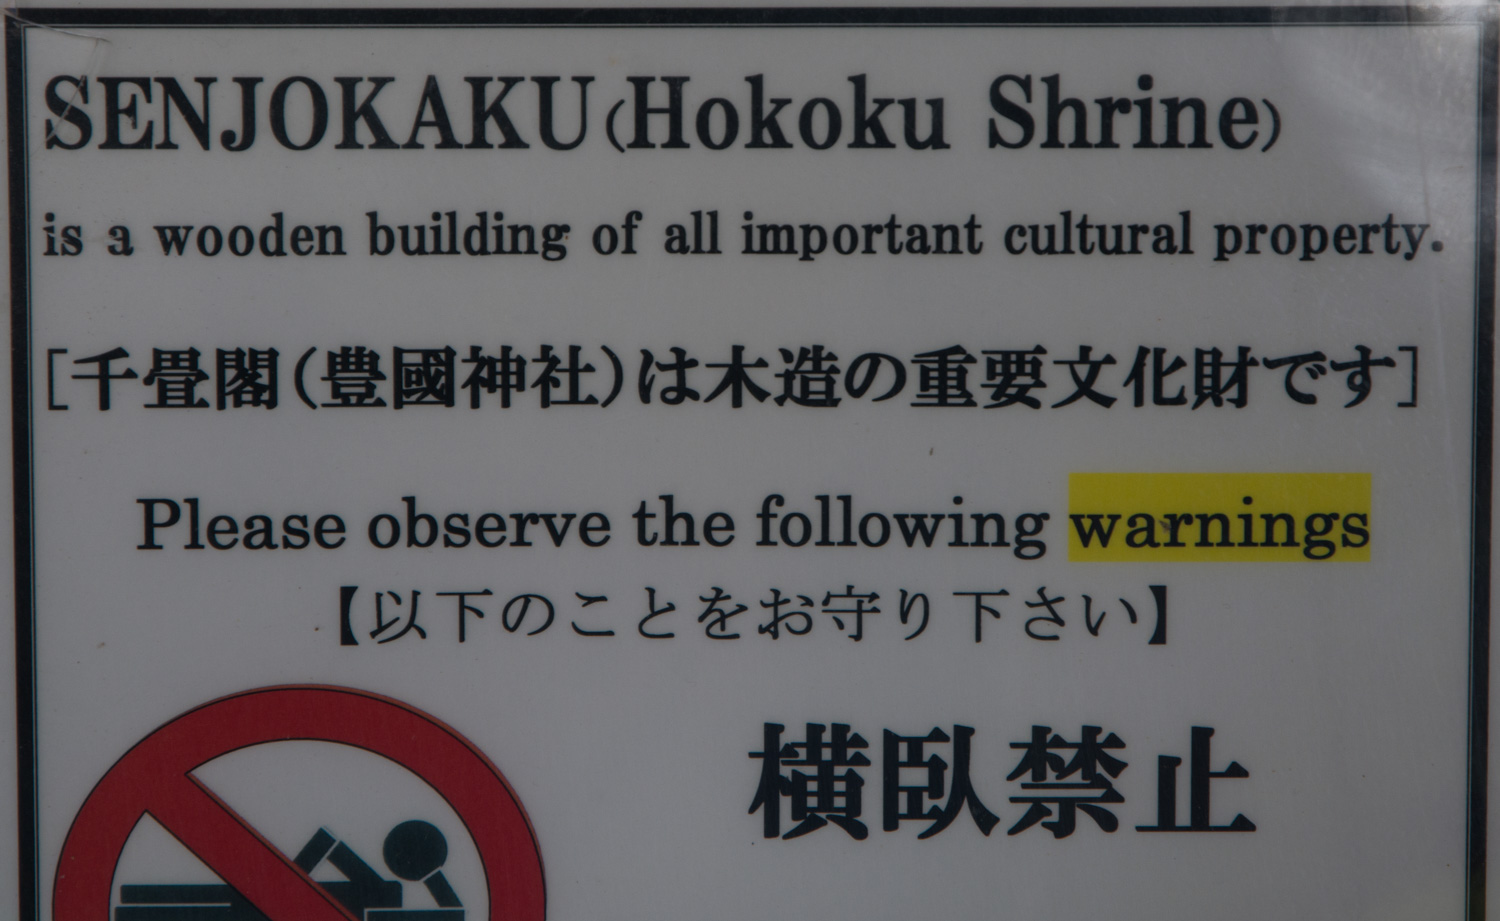 SENJOKAKU(Hokoku Shrine)
is a wooden building of all important cultural property.
[千畳閣(豊國神社)は木造の重要文化財です]
Please observe the following warnings
【以下のことをお守り下さい】
横臥禁止